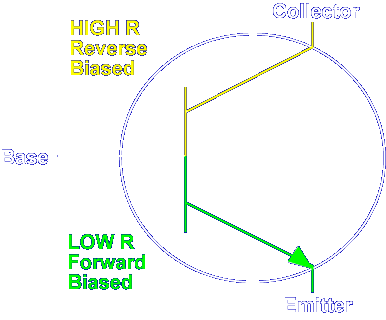 Collector
HIGH R
Reverse
Biased
Base
LOW R
Forward
Biased
Emitter